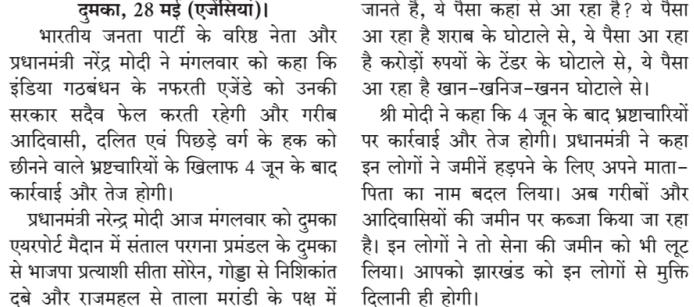 दुमका, 28 मई (एजेंसियां)।
भारतीय जनता पार्टी के वरिष्ठ नेता और
प्रधानमंत्री नरेंद्र मोदी ने मंगलवार को कहा कि
इंडिया गठबंधन के नफरती एजेंडे को उनकी
सरकार सदैव फेल करती रहेगी और गरीब
आदिवासी, दलित एवं पिछड़े वर्ग के हक को
छीनने वाले भ्रष्टचारियों के खिलाफ 4 जून के बाद
कार्रवाई और तेज होगी।
प्रधानमंत्री नरेन्द्र मोदी आज मंगलवार को दुमका
एयरपोर्ट मैदान में संताल परगना प्रमंडल के दुमका
से भाजपा प्रत्याशी सीता सोरेन, गोड्डा से निशिकांत
दुबे और राजमहल से ताला मरांडी के पक्ष में
जानते है, ये पैसा कहां से आ रहा है? ये पैसा
आ रहा है शराब के घोटाले से, ये पैसा आ रहा
है करोड़ों रुपयों के टेंडर के घोटाले से, ये पैसा
आ रहा है खान-खनिज-खनन घोटाले से।
श्री मोदी ने कहा कि 4 जून के बाद भ्रष्टाचारियों
पर कार्रवाई और तेज होगी। प्रधानमंत्री ने कहा
इन लोगों ने जमीनें हड़पने के लिए अपने माता-
पिता का नाम बदल लिया। अब गरीबों और
आदिवासियों की जमीन पर कब्जा किया जा रहा
है। इन लोगों ने तो सेना की जमीन को भी लूट
लिया। आपको झारखंड को इन लोगों से मुक्ति
दिलानी ही होगी।